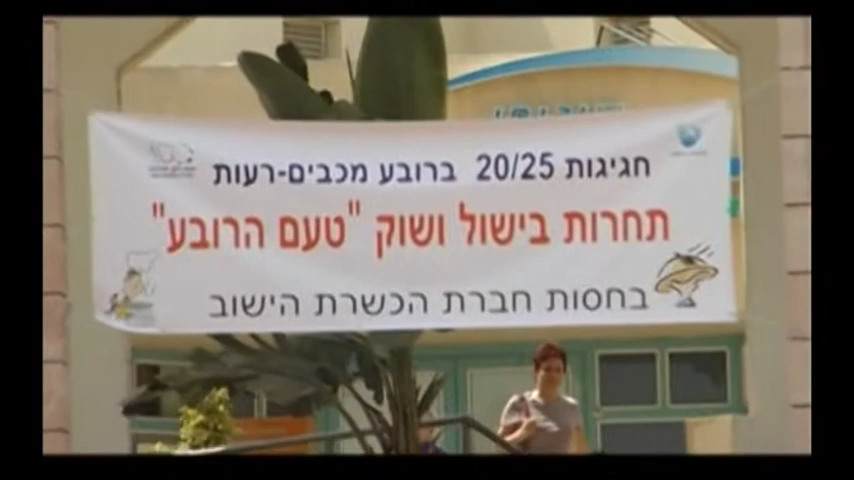 חגיגות 20/25 ברובע מכבים-רעות
תחרות בישול ושוק "טעם הרובע"
בחסות חברת הכשרת הישוב